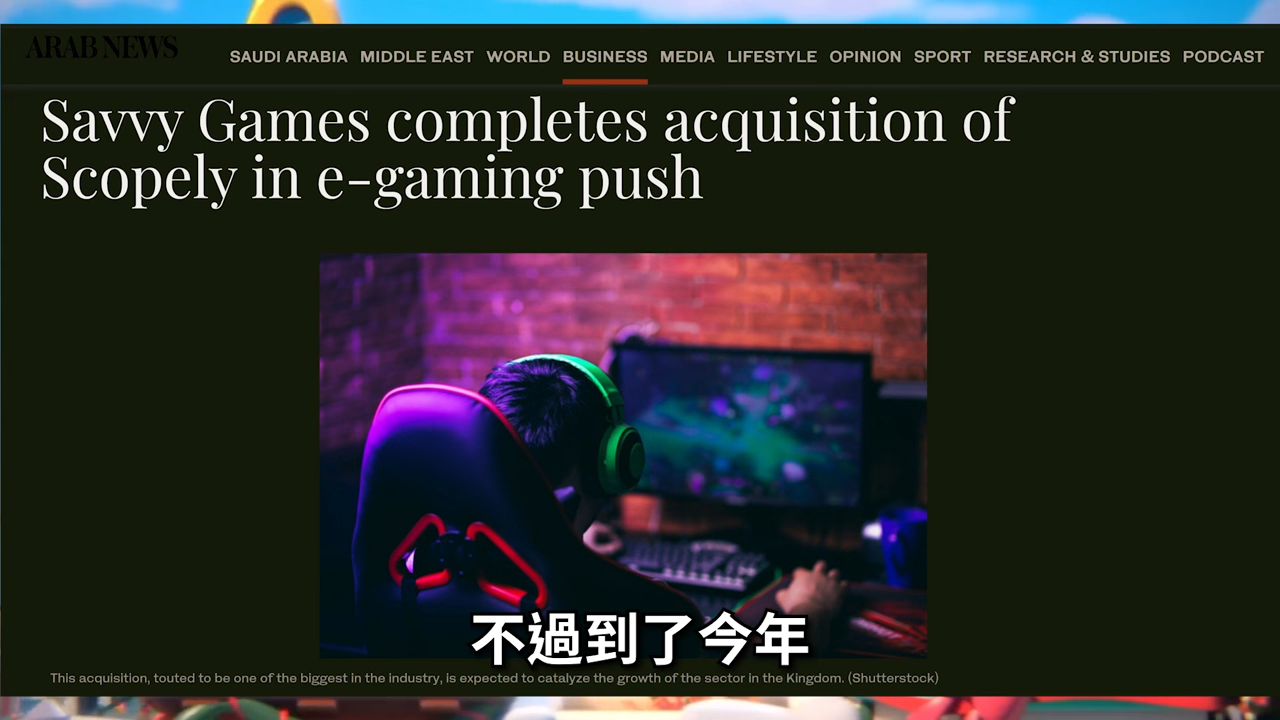 ARAB NEWS
SAUDI ARABIA MIDDLE EAST WORLD BUSINESS MEDIA LIFESTYLE OPINION SPORT RESEARCH & STUDIES PODCAST
Savvy Games completes acquisition of
Scopely in e-gaming push
不過到了今年
This acquisition, touted to be one of the biggest in the industry, is expected to catalyze the growth of the sector in the Kingdom. (Shutterstock)